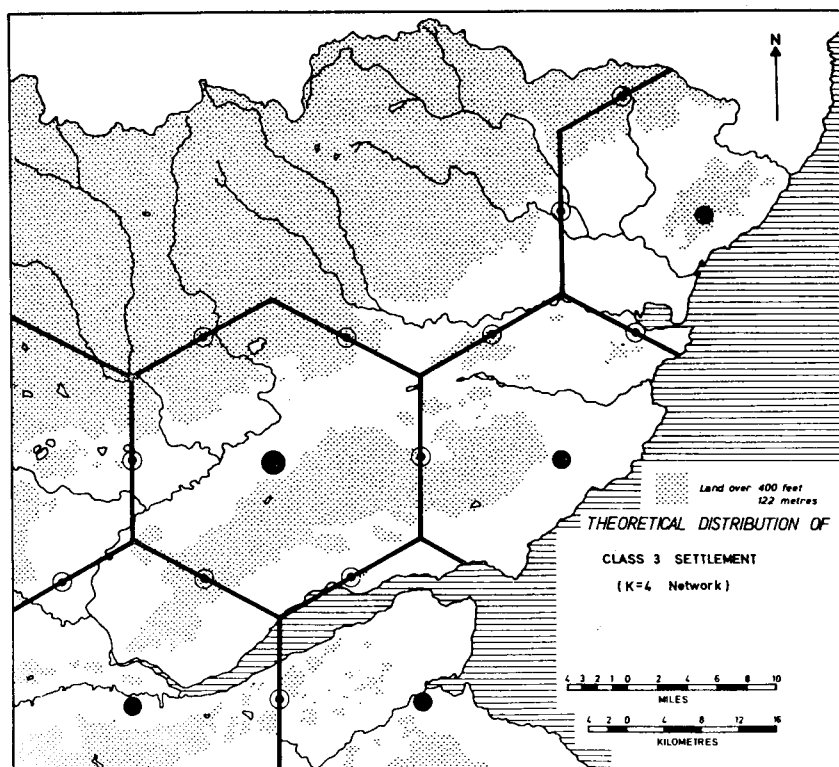 N
Land over 400 feet
122 metres
THEORETICAL DISTRIBUTION OF
CLASS 3 SETTLEMENT
(K=4 Network)
4 3 2 1 0 2 4 6 8 10
MILES
4 2 0 4 8 12 16
KILOMETRES